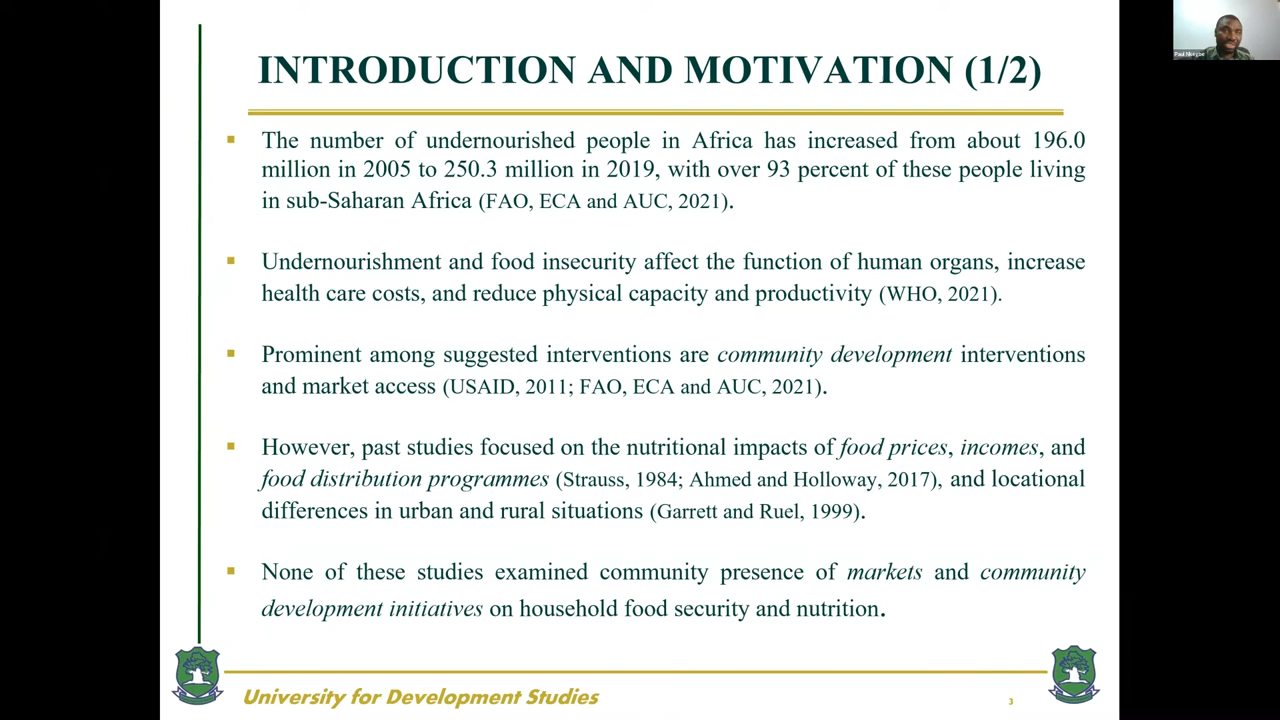 INTRODUCTION AND MOTIVATION (1/2)
▪ The number of undernourished people in Africa has increased from about 196.0
million in 2005 to 250.3 million in 2019, with over 93 percent of these people living
in sub-Saharan Africa (FAO, ECA and AUC, 2021).
▪ Undernourishment and food insecurity affect the function of human organs, increase
health care costs, and reduce physical capacity and productivity (WHO, 2021).
▪ Prominent among suggested interventions are community development interventions
and market access (USAID, 2011; FAO, ECA and AUC, 2021).
▪ However, past studies focused on the nutritional impacts of food prices, incomes, and
food distribution programmes (Strauss, 1984; Ahmed and Holloway, 2017), and locational
differences in urban and rural situations (Garrett and Ruel, 1999).
▪ None of these studies examined community presence of markets and community
development initiatives on household food security and nutrition.
University for Development Studies
3
Paul